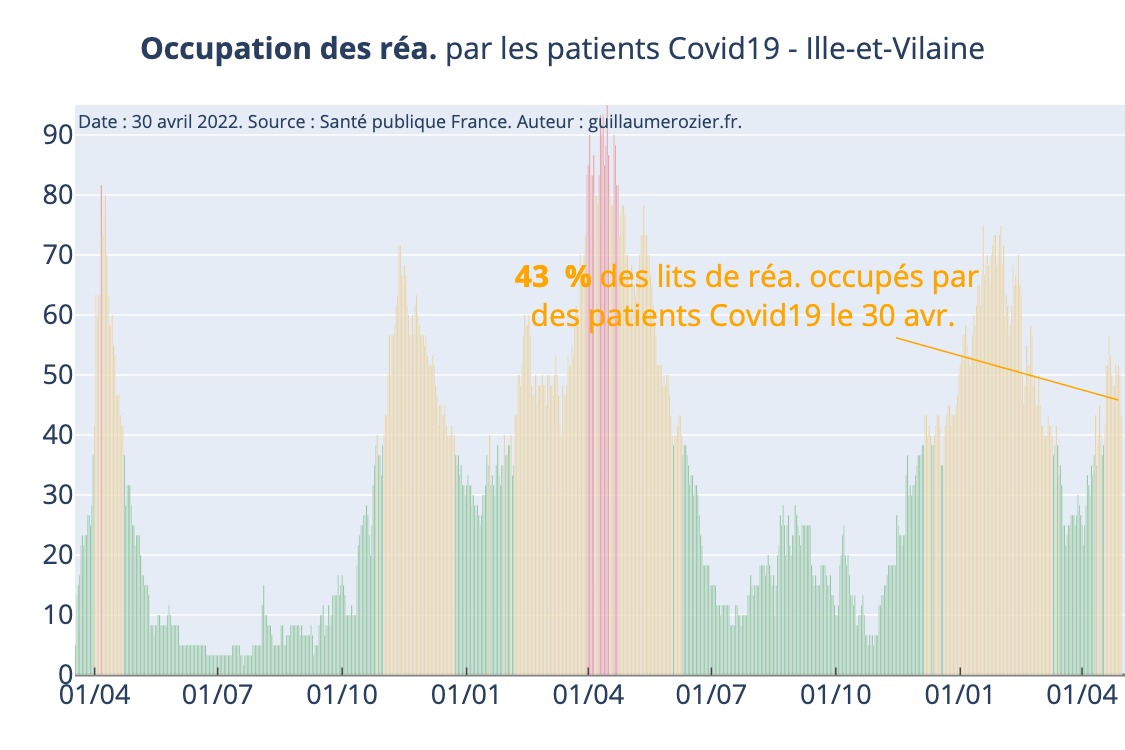 Occupation des réa. par les patients Covid19 - Ille-et-Vilaine
Date : 30 avril 2022. Source : Santé publique France. Auteur : guillaumerozier.fr.
90
80
70
43 % des lits de réa. occupés par
des patients Covid19 le 30 avr.
60
50
40
30
20
10
0
01/04 01/07 01/10 01/01 01/04 01/07 01/10 01/01 01/04